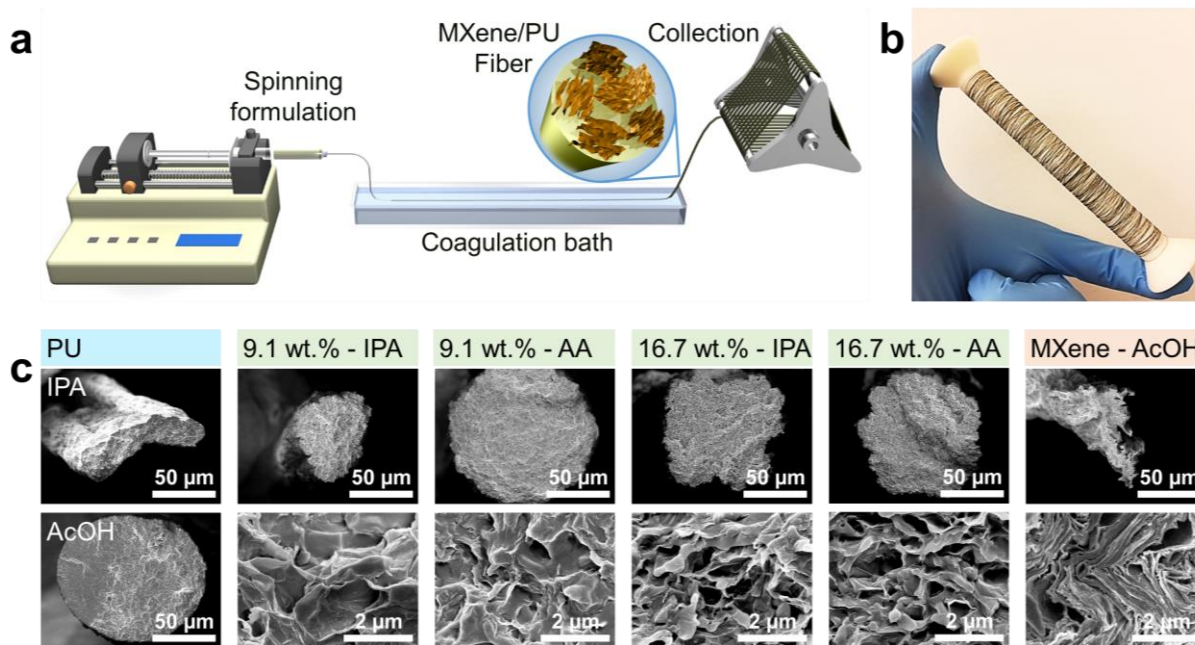 a
Spinning
formulation
MXene/PU
Fiber
Collection
Coagulation bath
b
c
PU
9.1 wt.% - IPA
9.1 wt.% - AA
16.7 wt.% - IPA
16.7 wt.% - AA
MXene - AcOH
IPA
50 µm
50 µm
50 µm
50 µm
50 µm
50 µm
AcOH
50 µm
2 µm
2 µm
2 µm
2 µm
2 µm